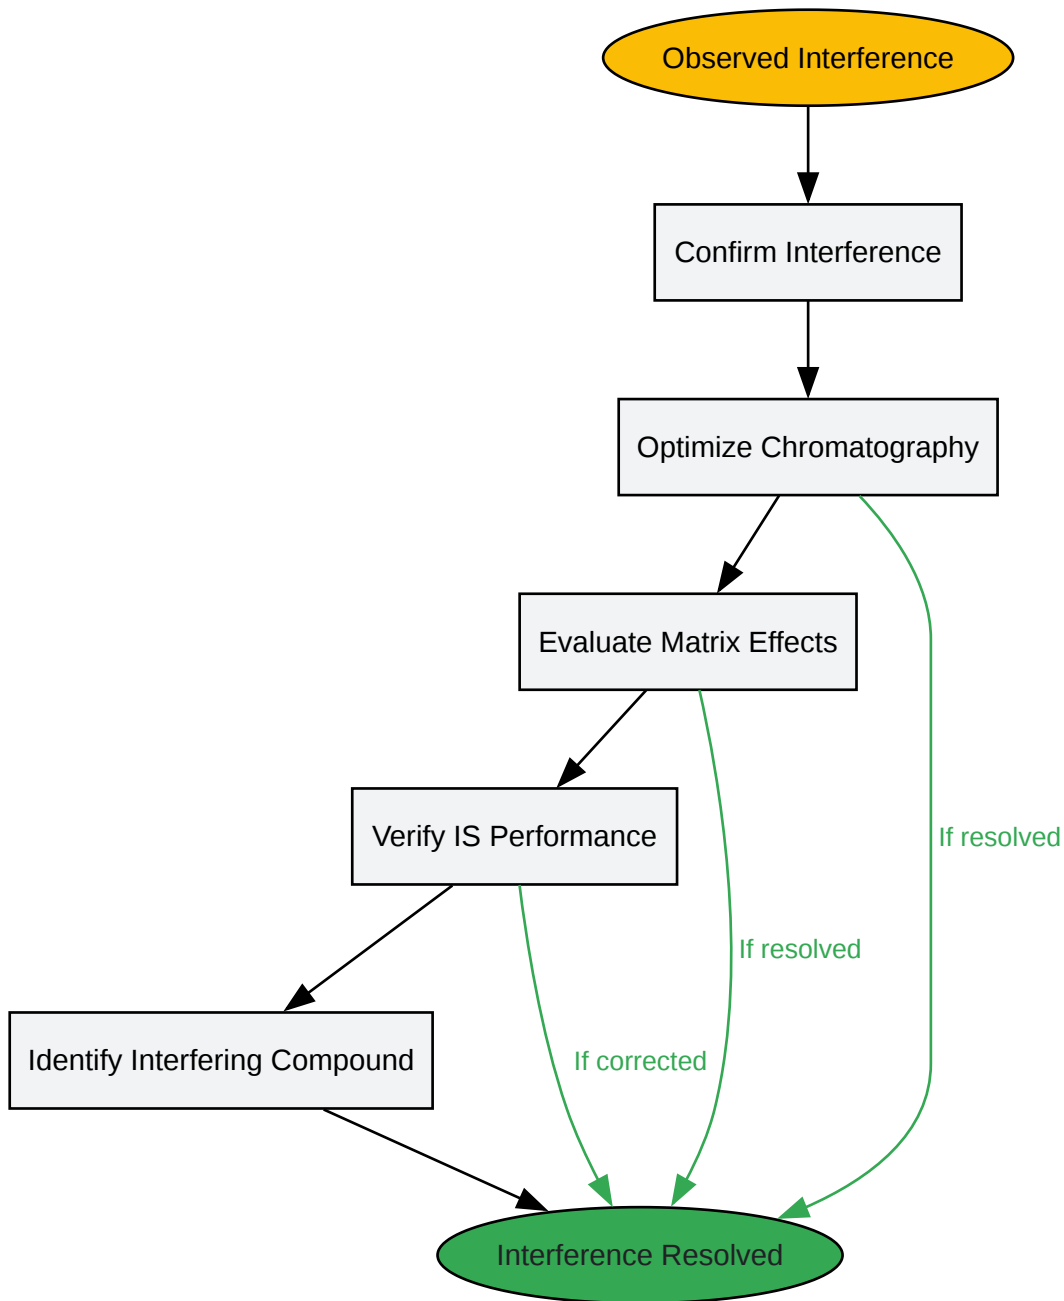 Observed Interference
Confirm Interference
Optimize Chromatography
Evaluate Matrix Effects
Verify IS Performance
If resolved
If resolved
Identify Interfering Compound
If corrected
Interference Resolved